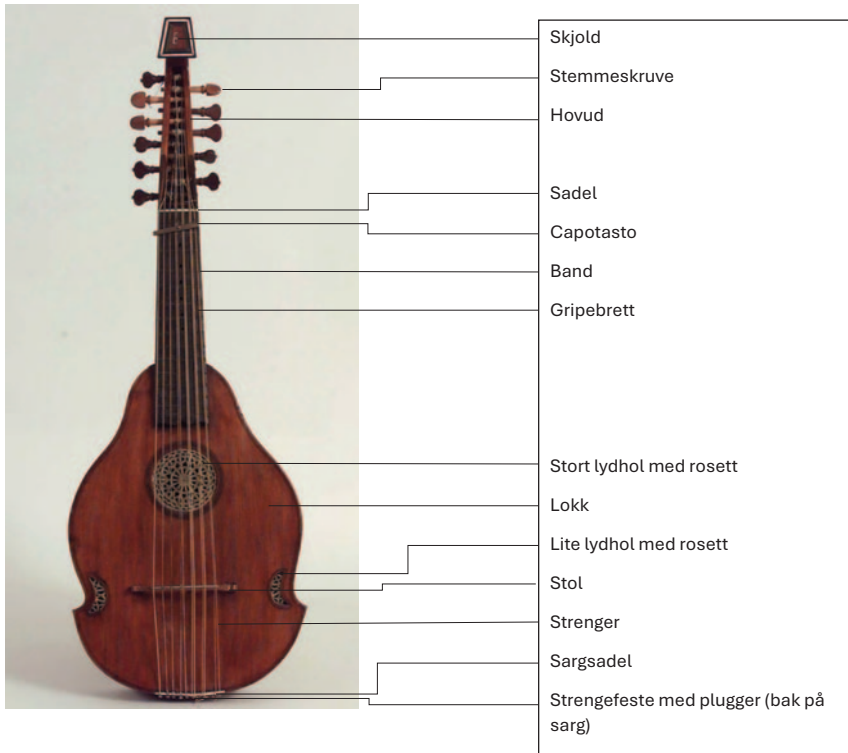 Skjold
Stemmeskruve
Hovud
Sadel
Capotasto
Band
Gripebrett
Stort lydhol med rosett
Lokk
Lite lydhol med rosett
Stol
Strenger
Sargsadel
Strengefeste med plugger (bak på
sarg)